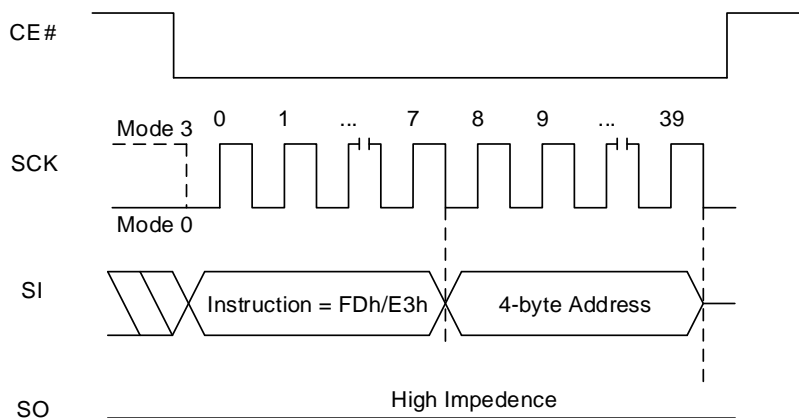 CE#
0 1 ... 7 8 9 ... 39
Mode 3
SCK
Mode 0
SI
Instruction = FDh/E3h
4-byte Address
High Impedence
SO